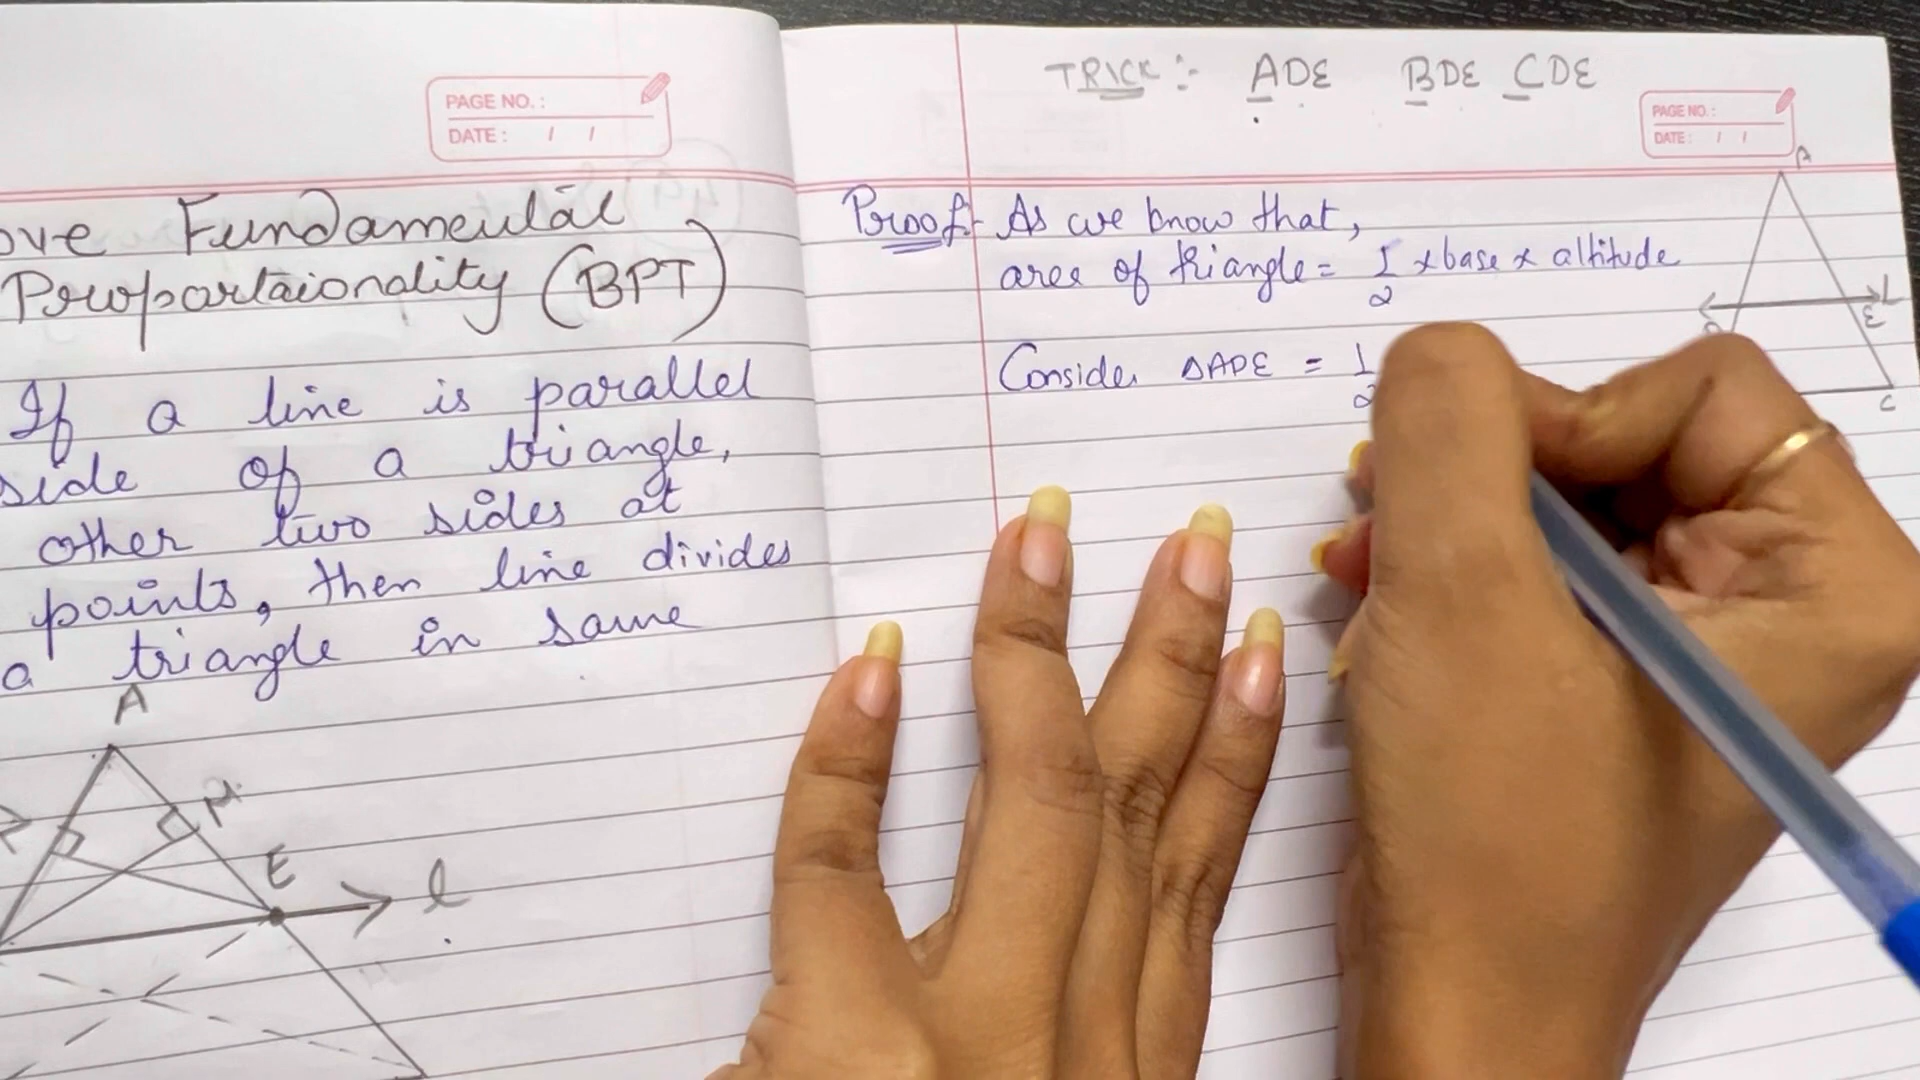 PAGE NO. :
DATE : / /
ove Fundamental
Propartaionality (BPT)
If a line is parallel
side of a triangle,
other two sides at
points, then line divides
a triangle in same
A
E
l
TRICK :- ADE BDE CDE
PAGE NO. :
DATE : / /
Proof:- As we know that,
area of triangle = 1/2 x base x altitude
Consider △ADE = 1/2
A
L
E
C